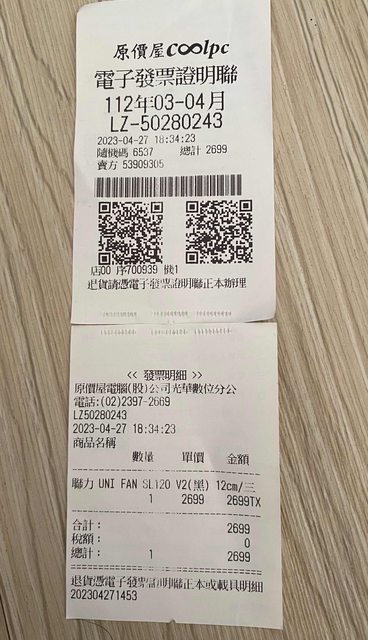 原價屋coolpc
電子發票證明聯
112年03-04月
LZ-50280243
2023-04-27 18:34:23
隨機碼 6537 總計 2699
賣方 53909305
店00 序700939 機1
退貨請憑電子發票證明聯正本辦理
<< 發票明細 >>
原價屋電腦(股)公司光華數位分公
電話:(02)2397-2669
LZ50280243
2023-04-27 18:34:23
商品名稱
數量 單價 金額
聯力 UNI FAN SL120 V2(黑) 12cm/三
1 2699 2699TX
合計: 2699
稅額: 0
總計: 1 2699
退貨憑電子發票證明聯正本或載具明細
202304271453